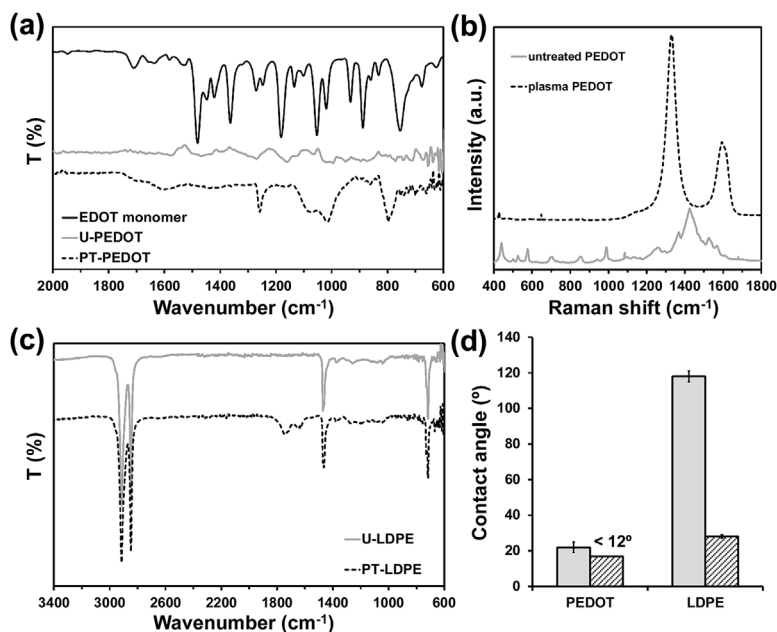 (a)
T (%)
EDOT monomer
U-PEDOT
PT-PEDOT
2000 1800 1600 1400 1200 1000 800 600
Wavenumber (cm-1)
(b)
Intensity (a.u.)
untreated PEDOT
plasma PEDOT
400 600 800 1000 1200 1400 1600 1800
Raman shift (cm-1)
(c)
T (%)
U-LDPE
PT-LDPE
3400 3000 2600 2200 1800 1400 1000 600
Wavenumber (cm-1)
(d)
Contact angle (º)
140
120
100
80
60
40
20
0
< 12º
PEDOT LDPE